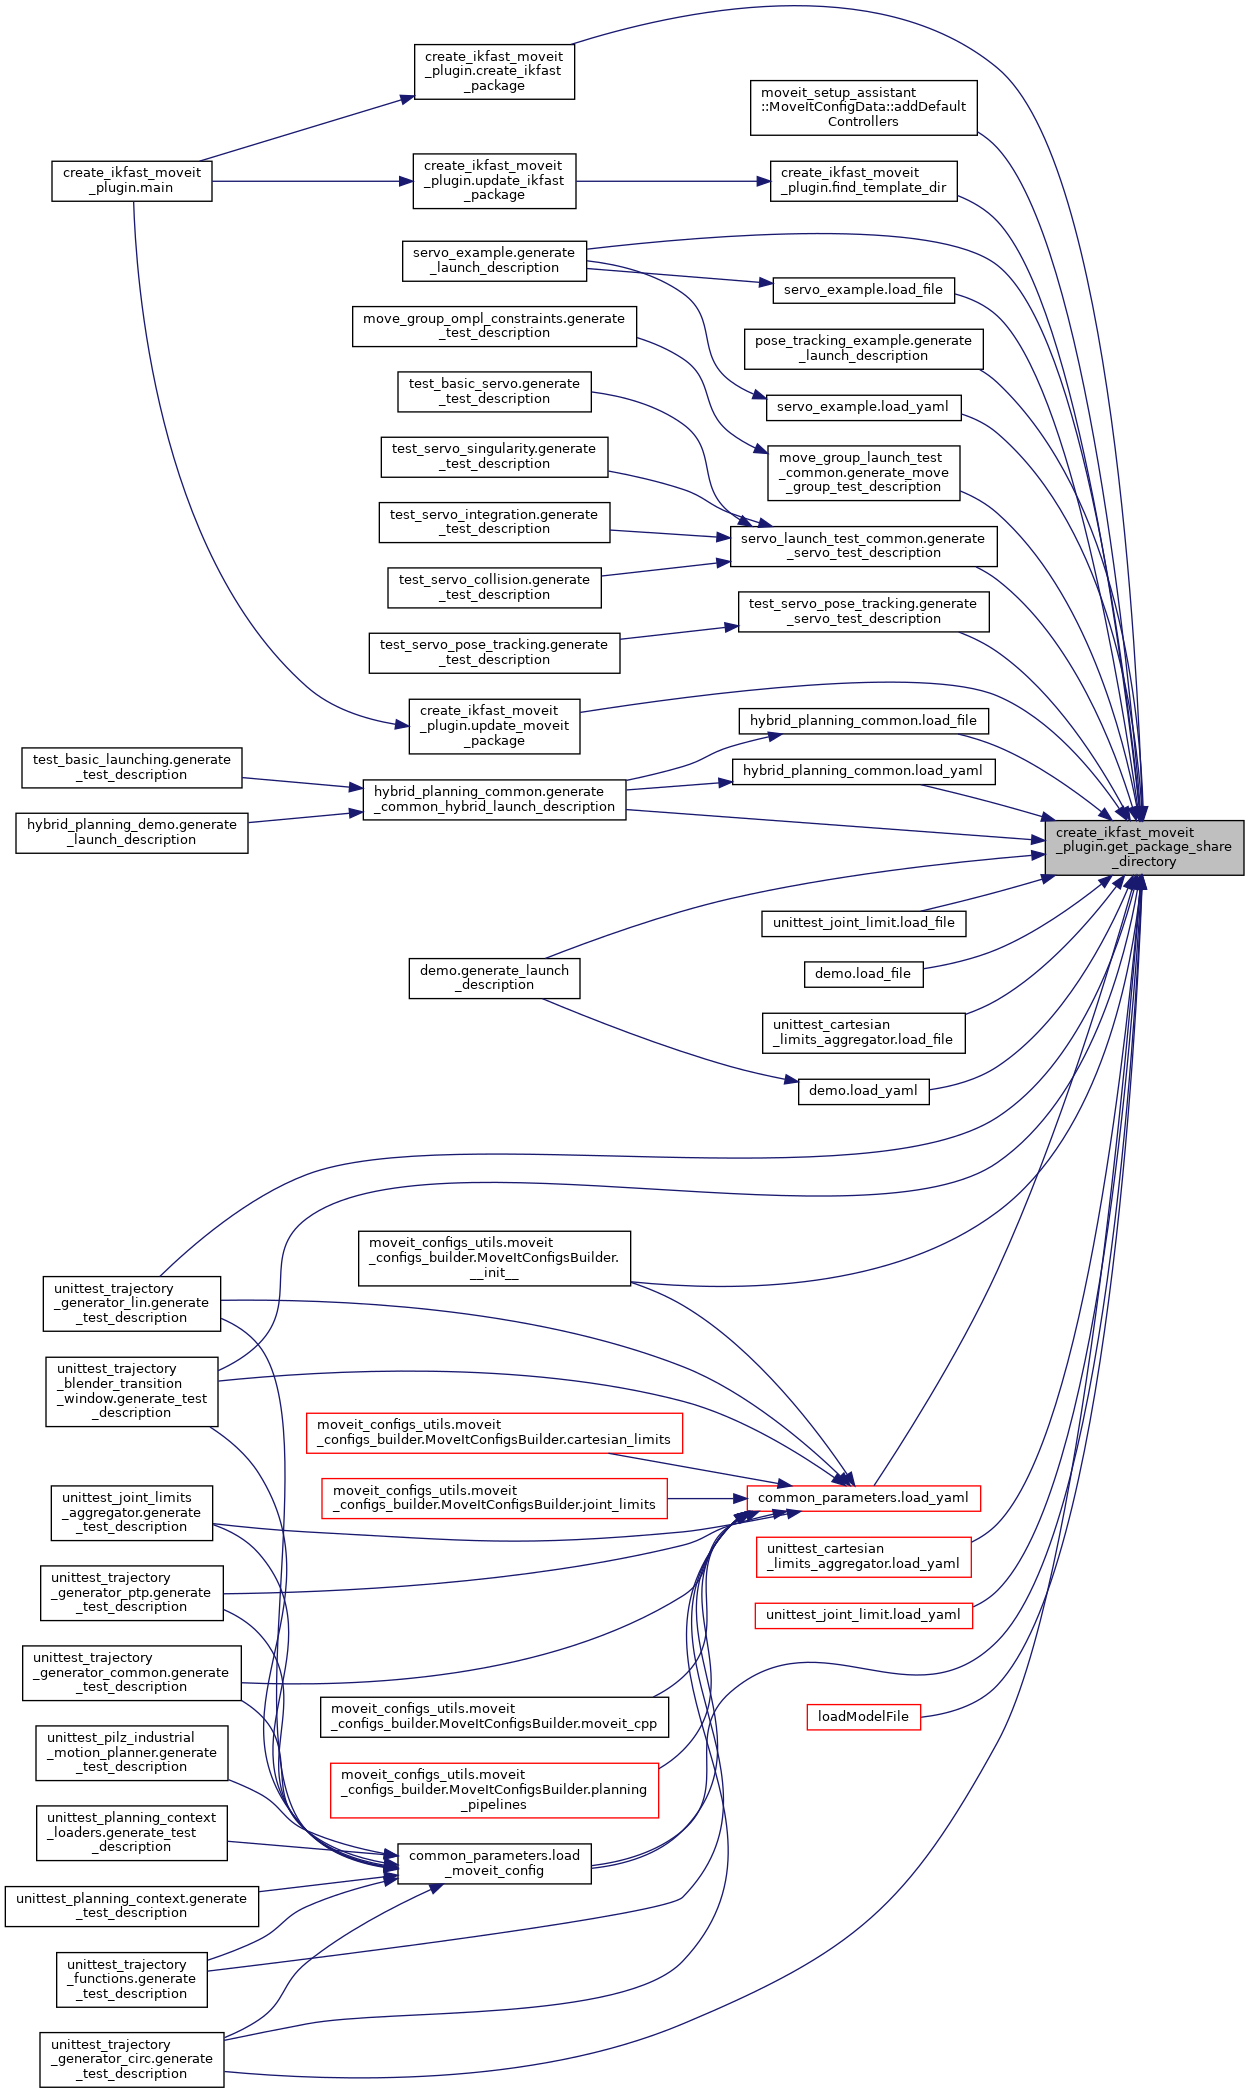 create_ikfast_moveit
_plugin.create_ikfast
_package
moveit_setup_assistant
::MoveItConfigData::addDefault
Controllers
create_ikfast_moveit
_plugin.main
create_ikfast_moveit
_plugin.update_ikfast
_package
create_ikfast_moveit
_plugin.find_template_dir
servo_example.generate
_launch_description
servo_example.load_file
move_group_ompl_constraints.generate
_test_description
pose_tracking_example.generate
_launch_description
test_basic_servo.generate
_test_description
servo_example.load_yaml
test_servo_singularity.generate
_test_description
move_group_launch_test
_common.generate_move
_group_test_description
test_servo_integration.generate
_test_description
servo_launch_test_common.generate
_servo_test_description
test_servo_collision.generate
_test_description
test_servo_pose_tracking.generate
_servo_test_description
test_servo_pose_tracking.generate
_test_description
create_ikfast_moveit
_plugin.update_moveit
_package
hybrid_planning_common.load_file
test_basic_launching.generate
_test_description
hybrid_planning_common.load_yaml
hybrid_planning_common.generate
_common_hybrid_launch_description
hybrid_planning_demo.generate
_launch_description
create_ikfast_moveit
_plugin.get_package_share
_directory
unittest_joint_limit.load_file
demo.generate_launch
_description
demo.load_file
unittest_cartesian
_limits_aggregator.load_file
demo.load_yaml
moveit_configs_utils.moveit
_configs_builder.MoveItConfigsBuilder.
__init__
unittest_trajectory
_generator_lin.generate
_test_description
unittest_trajectory
_blender_transition
_window.generate_test
_description
moveit_configs_utils.moveit
_configs_builder.MoveItConfigsBuilder.cartesian_limits
moveit_configs_utils.moveit
_configs_builder.MoveItConfigsBuilder.joint_limits
common_parameters.load_yaml
unittest_joint_limits
_aggregator.generate
_test_description
unittest_cartesian
_limits_aggregator.load_yaml
unittest_trajectory
_generator_ptp.generate
_test_description
unittest_joint_limit.load_yaml
unittest_trajectory
_generator_common.generate
_test_description
moveit_configs_utils.moveit
_configs_builder.MoveItConfigsBuilder.moveit_cpp
loadModelFile
unittest_pilz_industrial
_motion_planner.generate
_test_description
moveit_configs_utils.moveit
_configs_builder.MoveItConfigsBuilder.planning
_pipelines
unittest_planning_context
_loaders.generate_test
_description
common_parameters.load
_moveit_config
unittest_planning_context.generate
_test_description
unittest_trajectory
_functions.generate
_test_description
unittest_trajectory
_generator_circ.generate
_test_description